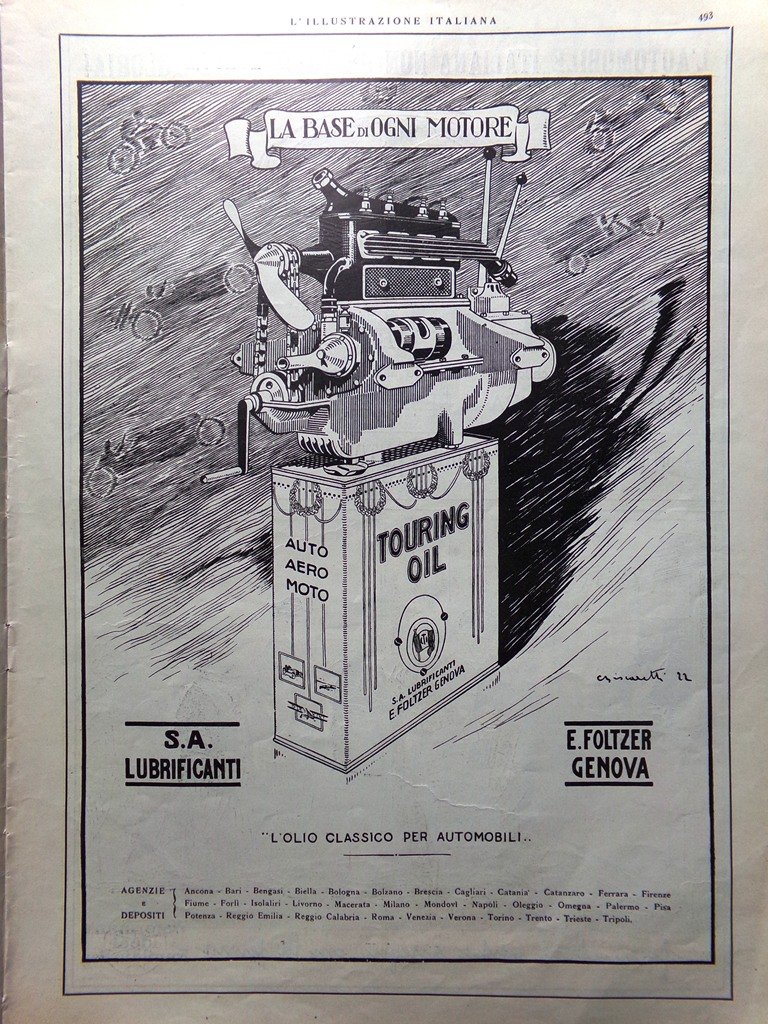 L'ILLUSTRAZIONE ITALIANA
493
LA BASE DI OGNI MOTORE
TOURING
OIL
AUTO
AERO
MOTO
S.A. LUBRIFICANTI
E. FOLTZER GENOVA
22
S.A.
LUBRIFICANTI
E. FOLTZER
GENOVA
"L'OLIO CLASSICO PER AUTOMOBILI..
AGENZIE
e
DEPOSITI
Ancona - Bari - Bengasi - Biella - Bologna - Bolzano - Brescia - Cagliari - Catania - Catanzaro - Ferrara - Firenze
Fiume - Forlì - Isolaliri - Livorno - Macerata - Milano - Mondovì - Napoli - Oleggio - Omegna - Palermo - Pisa
Potenza - Reggio Emilia - Reggio Calabria - Roma - Venezia - Verona - Torino - Trento - Trieste - Tripoli.